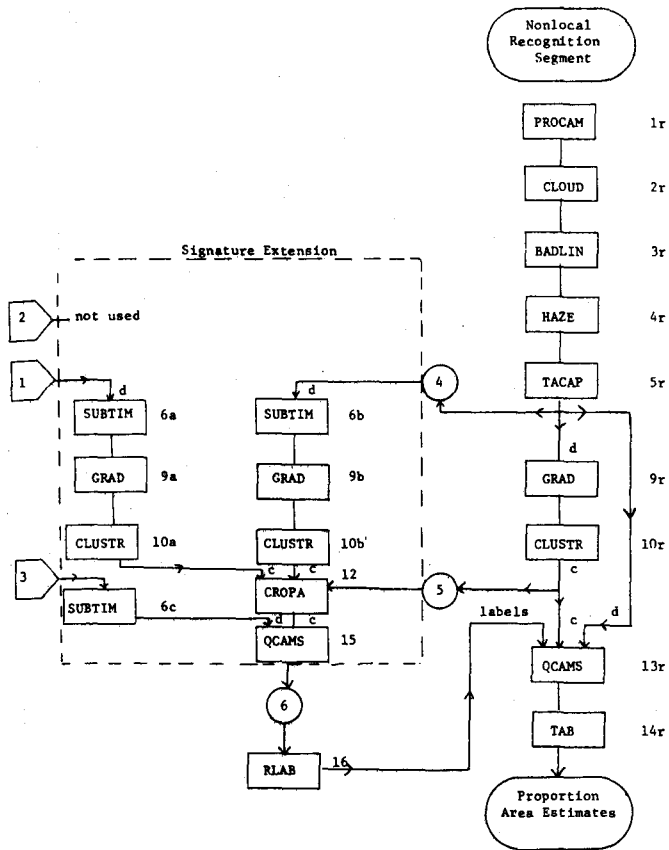 Nonlocal
Recognition
Segment
PROCAM 1r
CLOUD 2r
BADLIN 3r
Signature Extension
2 not used
HAZE 4r
1 d
d 4
TACAP 5r
SUBTIM 6a
SUBTIM 6b
d
GRAD 9a
GRAD 9b
GRAD 9r
CLUSTR 10a
CLUSTR 10b'
CLUSTR 10r
c c 12
c
3
CROPA
5
SUBTIM 6c
d c
labels
c d
QCAMS 15
QCAMS 13r
6
TAB 14r
RLAB 16
Proportion
Area Estimates